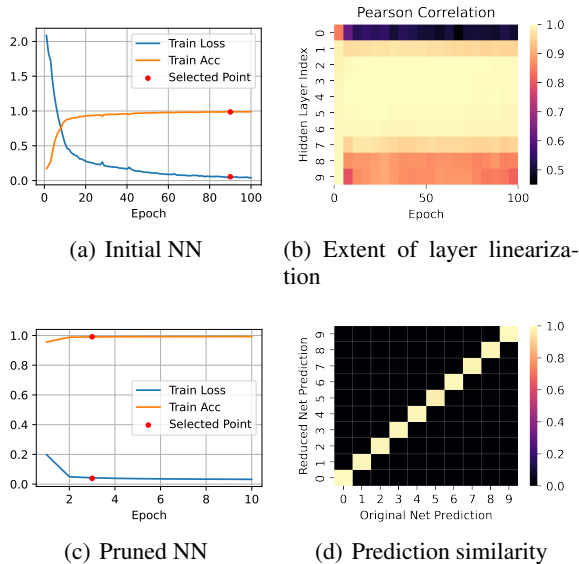 2.0
1.5
1.0
0.5
0.0
Train Loss
Train Acc
Selected Point
0 20 40 60 80 100
Epoch
(a) Initial NN
Pearson Correlation
Hidden Layer Index
0
1
2
3
4
5
6
7
8
9
0 50 100
Epoch
1.0
0.9
0.8
0.7
0.6
0.5
(b) Extent of layer lineariza-
tion
1.0
0.8
0.6
0.4
0.2
0.0
Train Loss
Train Acc
Selected Point
2 4 6 8 10
Epoch
(c) Pruned NN
Reduced Net Prediction
9
8
7
6
5
4
3
2
1
0
0 1 2 3 4 5 6 7 8 9
Original Net Prediction
1.0
0.8
0.6
0.4
0.2
0.0
(d) Prediction similarity